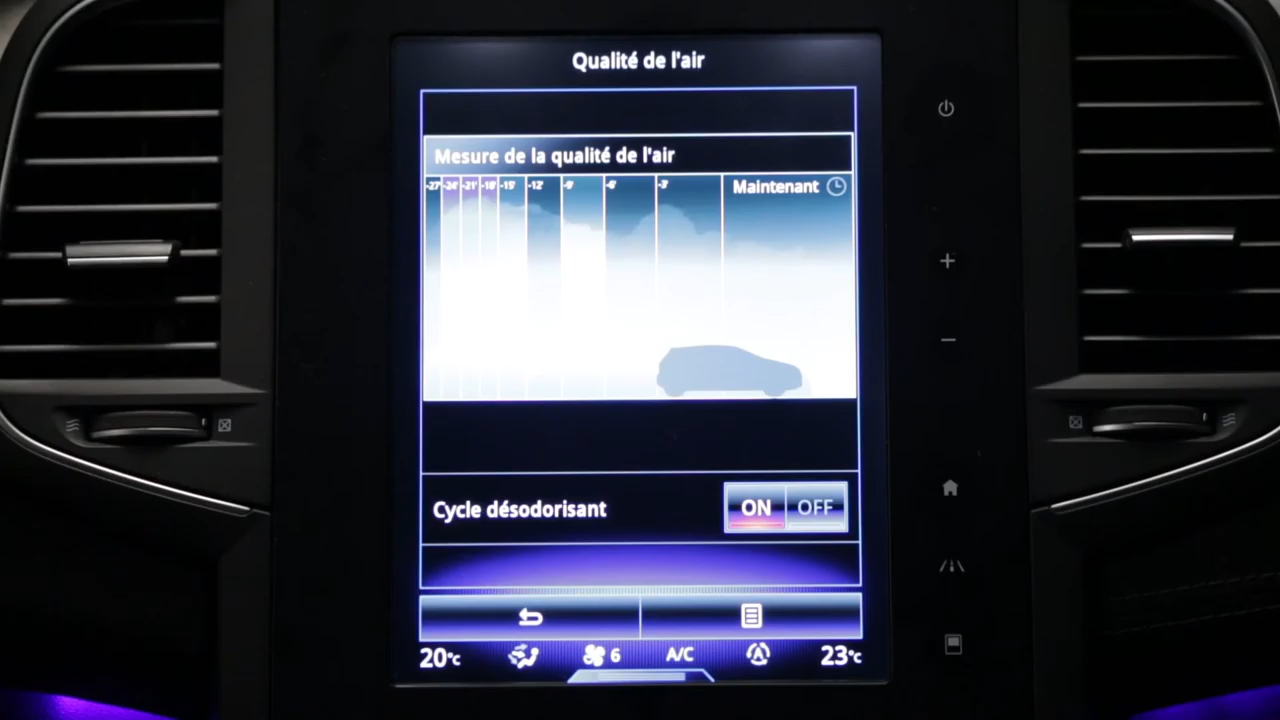 Qualité de l'air
Mesure de la qualité de l'air
-27' -24' -21' -18' -15' -12' -9' -6' -3' Maintenant
Cycle désodorisant ON OFF
20°C 6 A/C 23°C